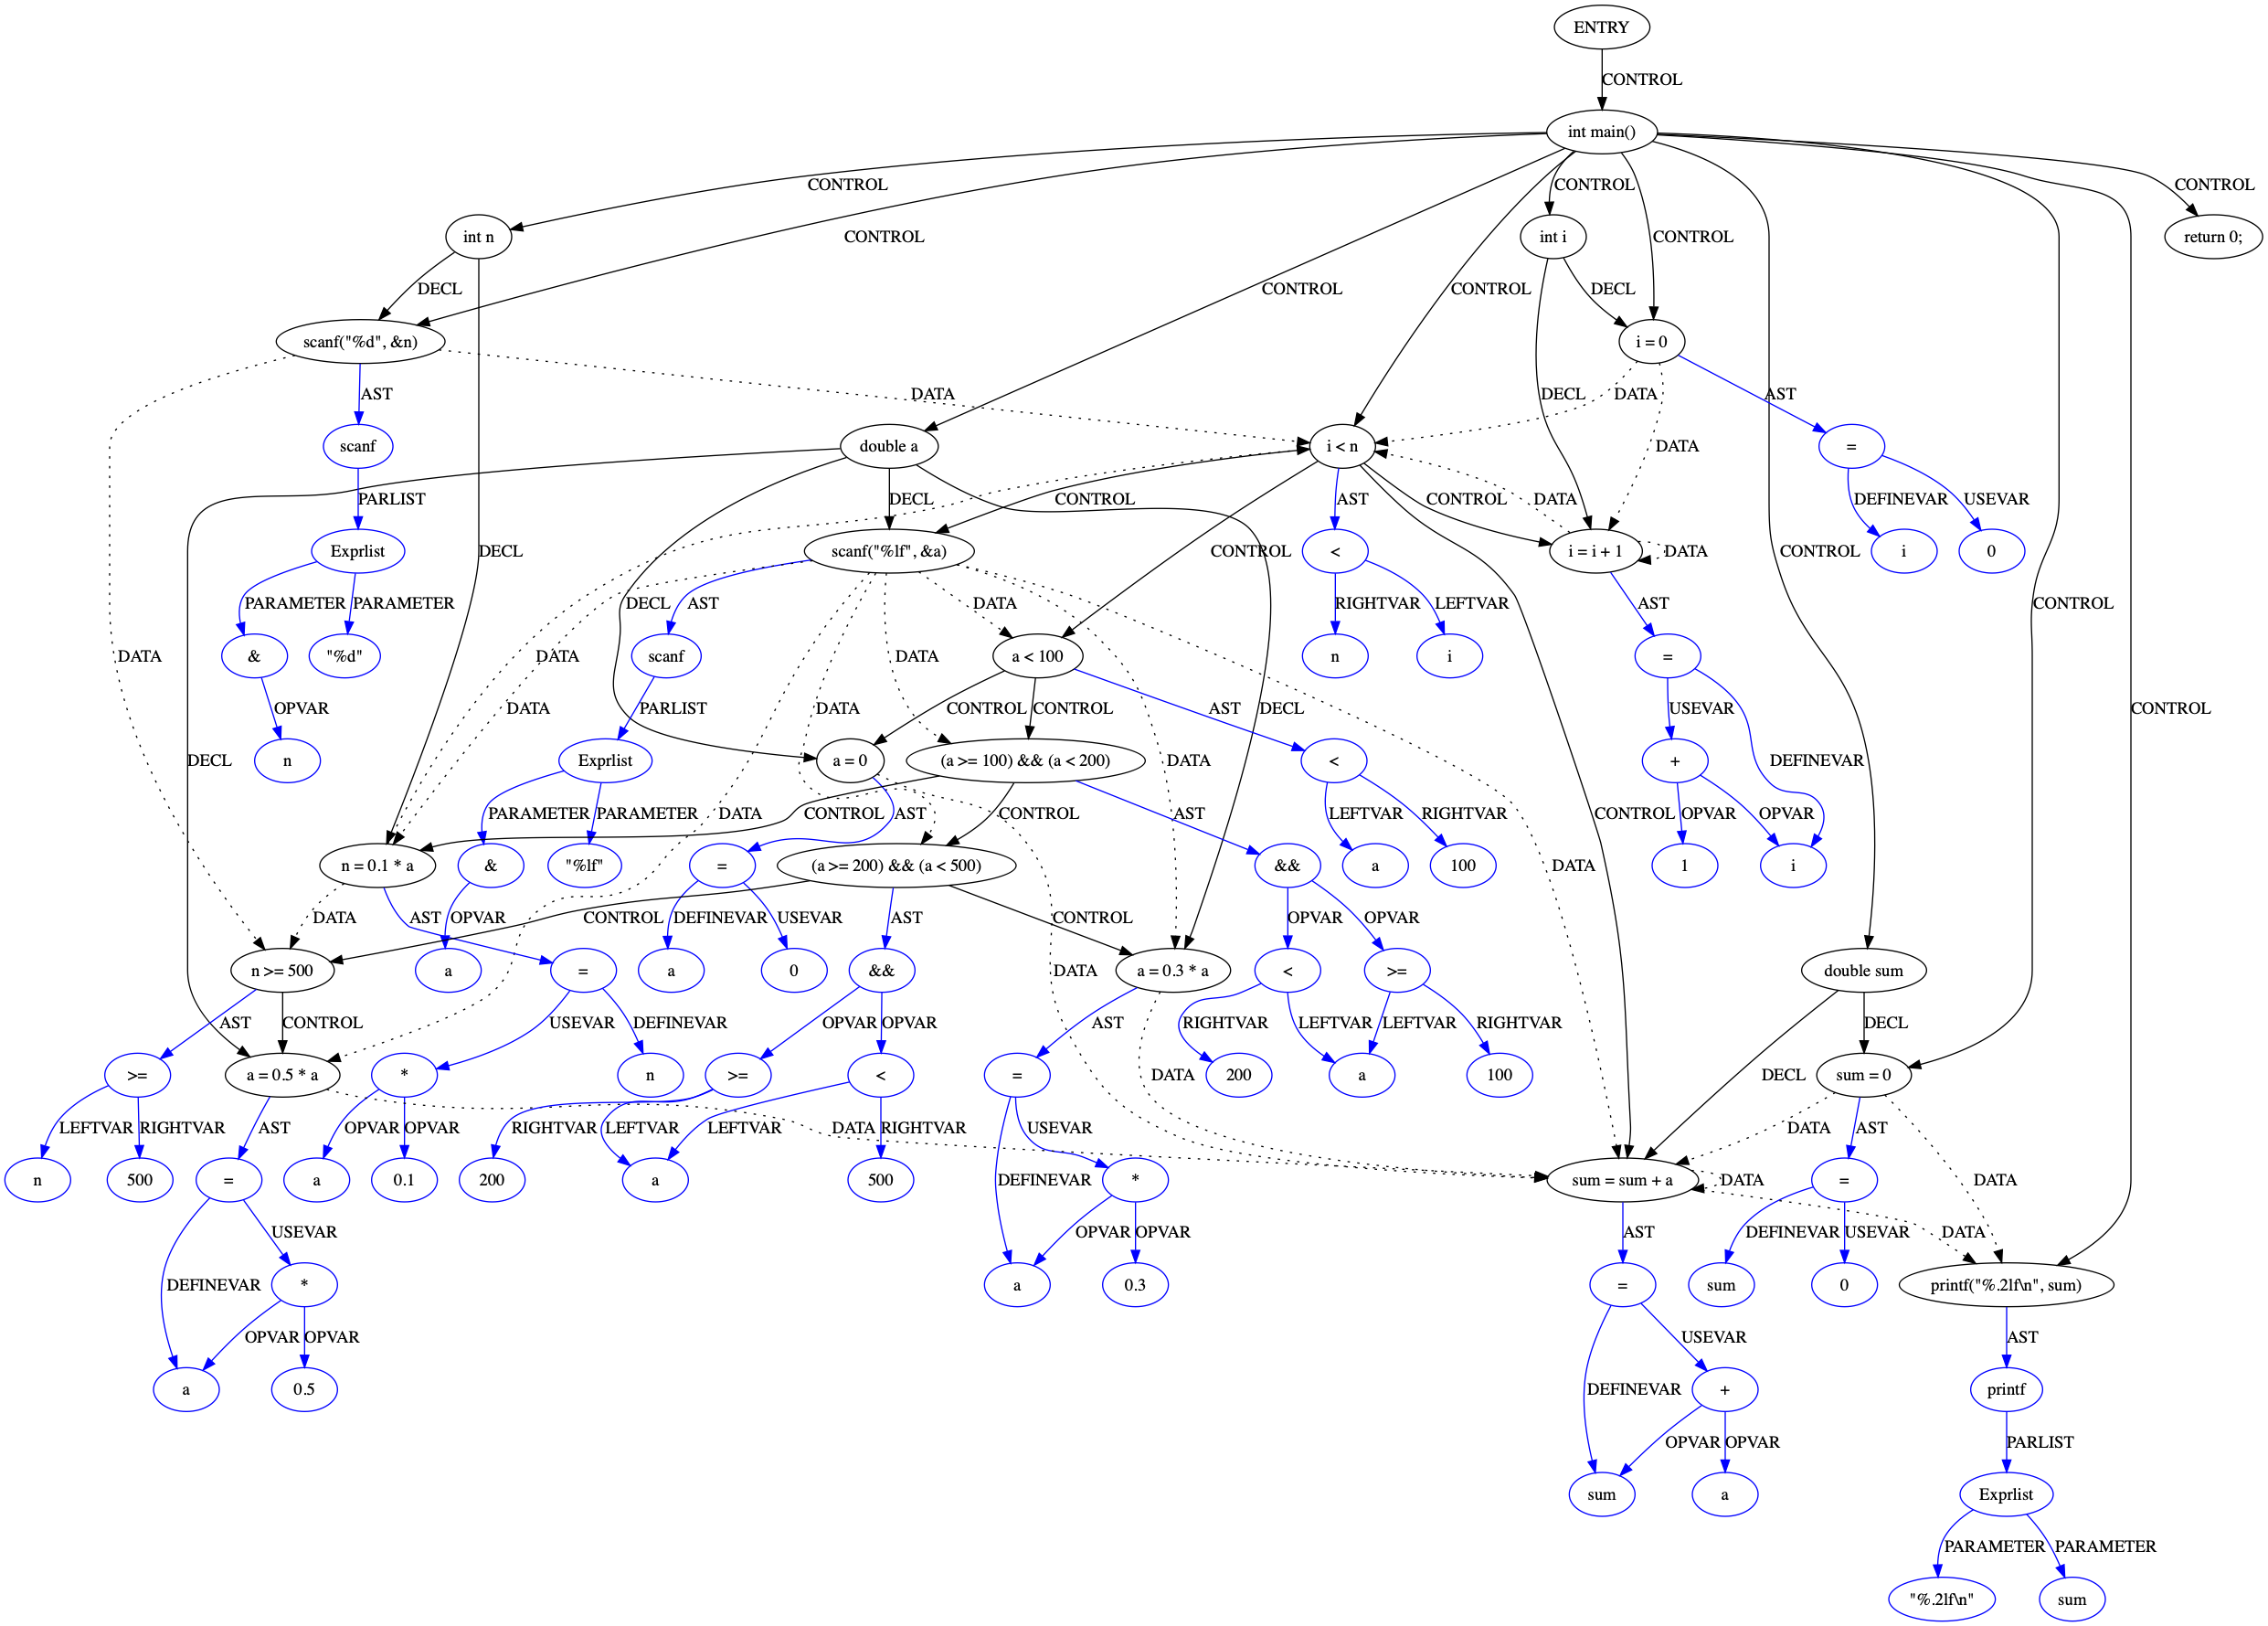 ENTRY
CONTROL
int main()
CONTROL
CONTROL
CONTROL
int n
CONTROL
CONTROL
int i
CONTROL
return 0;
DECL
CONTROL
CONTROL
DECL
scanf("%d", &n)
i = 0
AST
DATA
DECL
DATA
AST
scanf
double a
i < n
=
DATA
PARLIST
DECL
CONTROL
AST
CONTROL
DATA
DEFINEVAR
USEVAR
Exprlist
DECL
scanf("%lf", &a)
CONTROL
<
i = i + 1
DATA
CONTROL
i
0
PARAMETER
PARAMETER
DECL
AST
DATA
RIGHTVAR
LEFTVAR
AST
CONTROL
DATA
&
"%d"
DATA
scanf
DATA
a < 100
n
i
=
OPVAR
DATA
PARLIST
CONTROL
CONTROL
DECL
AST
USEVAR
CONTROL
n
DECL
Exprlist
a = 0
(a >= 100) && (a < 200)
DATA
<
+
DEFINEVAR
PARAMETER
PARAMETER
DATA
CONTROL
AST
CONTROL
AST
LEFTVAR
RIGHTVAR
CONTROL
OPVAR
OPVAR
n = 0.1 * a
&
"%lf"
=
(a >= 200) && (a < 500)
&&
a
100
DATA
1
i
DATA
AST
OPVAR
CONTROL
DEFINEVAR
USEVAR
AST
CONTROL
OPVAR
OPVAR
n >= 500
a
=
a
0
&&
DATA
a = 0.3 * a
<
>=
double sum
AST
CONTROL
USEVAR
DEFINEVAR
OPVAR
OPVAR
AST
RIGHTVAR
LEFTVAR
LEFTVAR
RIGHTVAR
DECL
>=
a = 0.5 * a
*
n
>=
<
=
DATA
200
a
100
DECL
sum = 0
LEFTVAR
RIGHTVAR
AST
OPVAR
OPVAR
RIGHTVAR
LEFTVAR
LEFTVAR
RIGHTVAR
DATA
USEVAR
DATA
AST
DATA
n
500
=
a
0.1
200
a
500
DEFINEVAR
*
sum = sum + a
DATA
=
USEVAR
OPVAR
OPVAR
AST
DEFINEVAR
USEVAR
DATA
DEFINEVAR
*
a
0.3
=
sum
0
printf("%.2lf\n", sum)
OPVAR
OPVAR
USEVAR
AST
a
0.5
DEFINEVAR
+
printf
OPVAR
OPVAR
PARLIST
sum
a
Exprlist
PARAMETER
PARAMETER
"%.2lf\n"
sum